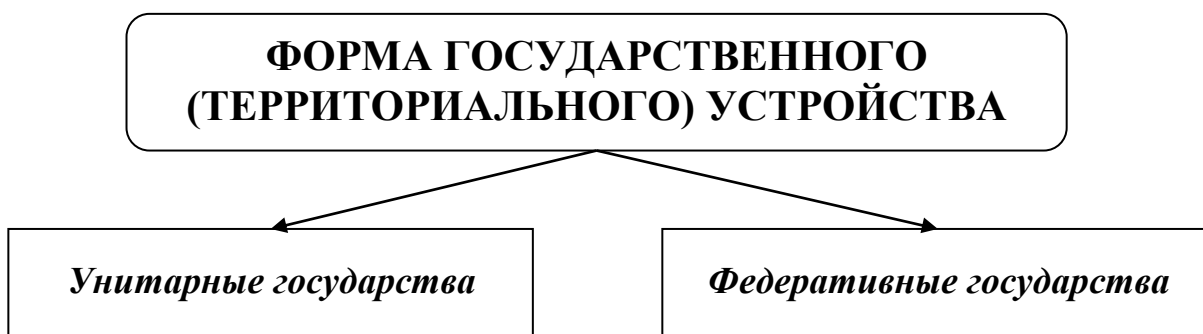 ФОРМА ГОСУДАРСТВЕННОГО
(ТЕРРИТОРИАЛЬНОГО) УСТРОЙСТВА
Унитарные государства
Федеративные государства